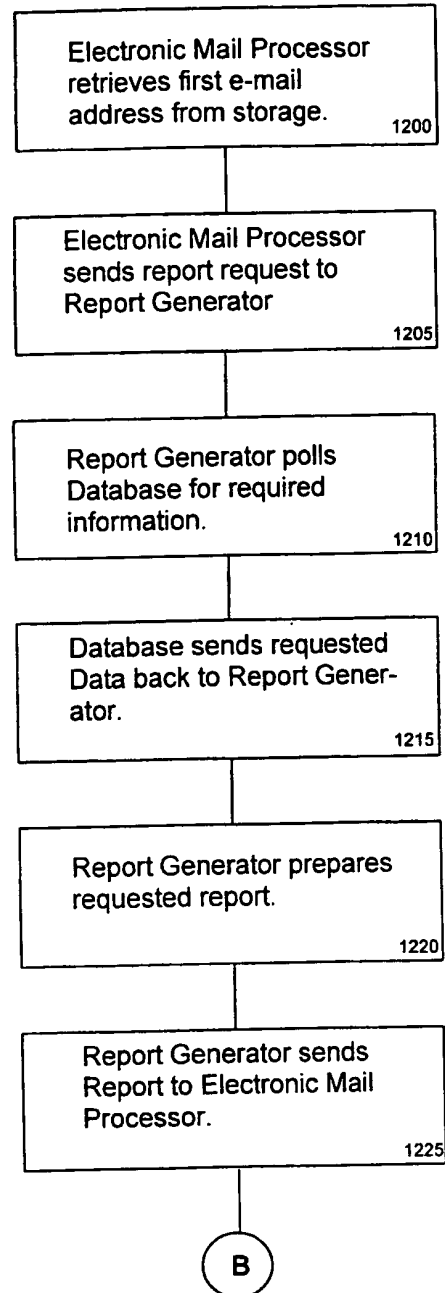 Electronic Mail Processor
retrieves first e-mail
address from storage.
1200
Electronic Mail Processor
sends report request to
Report Generator
1205
Report Generator polls
Database for required
information.
1210
Database sends requested
Data back to Report Gener-
ator.
1215
Report Generator prepares
requested report.
1220
Report Generator sends
Report to Electronic Mail
Processor.
1225
B